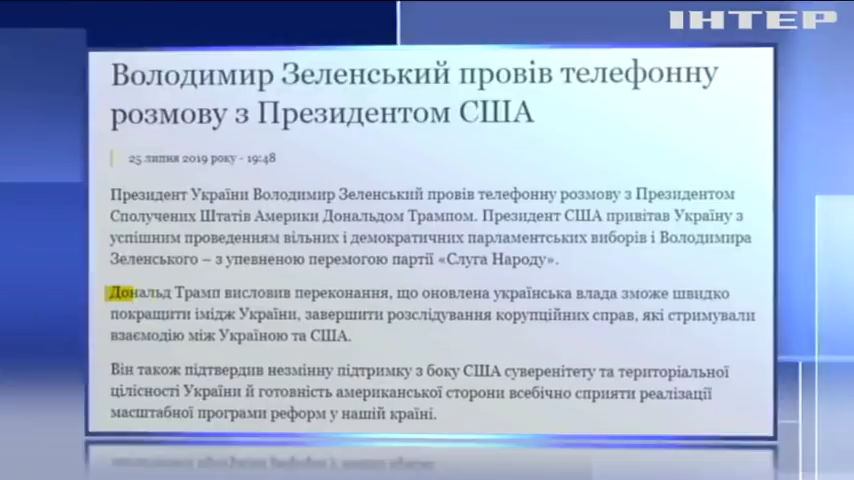 ІНТЕР
Володимир Зеленський провів телефонну
розмову з Президентом США
25 липня 2019 року - 19:48
Президент України Володимир Зеленський провів телефонну розмову з Президентом
Сполучених Штатів Америки Дональдом Трампом. Президент США привітав Україну з
успішним проведенням вільних і демократичних парламентських виборів і Володимира
Зеленського – з упевненою перемогою партії «Слуга Народу».
Дональд Трамп висловив переконання, що оновлена українська влада зможе швидко
покращити імідж України, завершити розслідування корупційних справ, які стримували
взаємодію між Україною та США.
Він також підтвердив незмінну підтримку з боку США суверенітету та територіальної
цілісності України й готовність американської сторони всебічно сприяти реалізації
масштабної програми реформ у нашій країні.